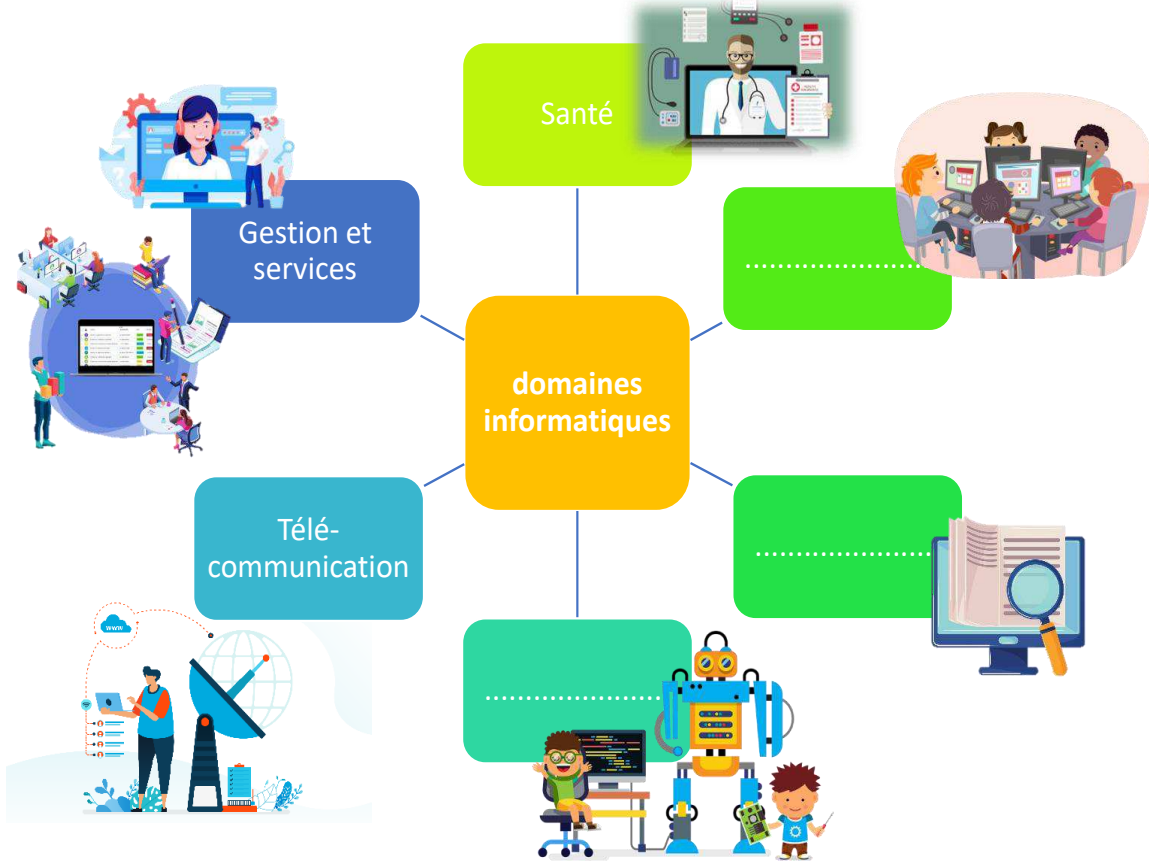 Santé
Gestion et
services
.....................
domaines
informatiques
.....................
Télé-
communication
.....................
www